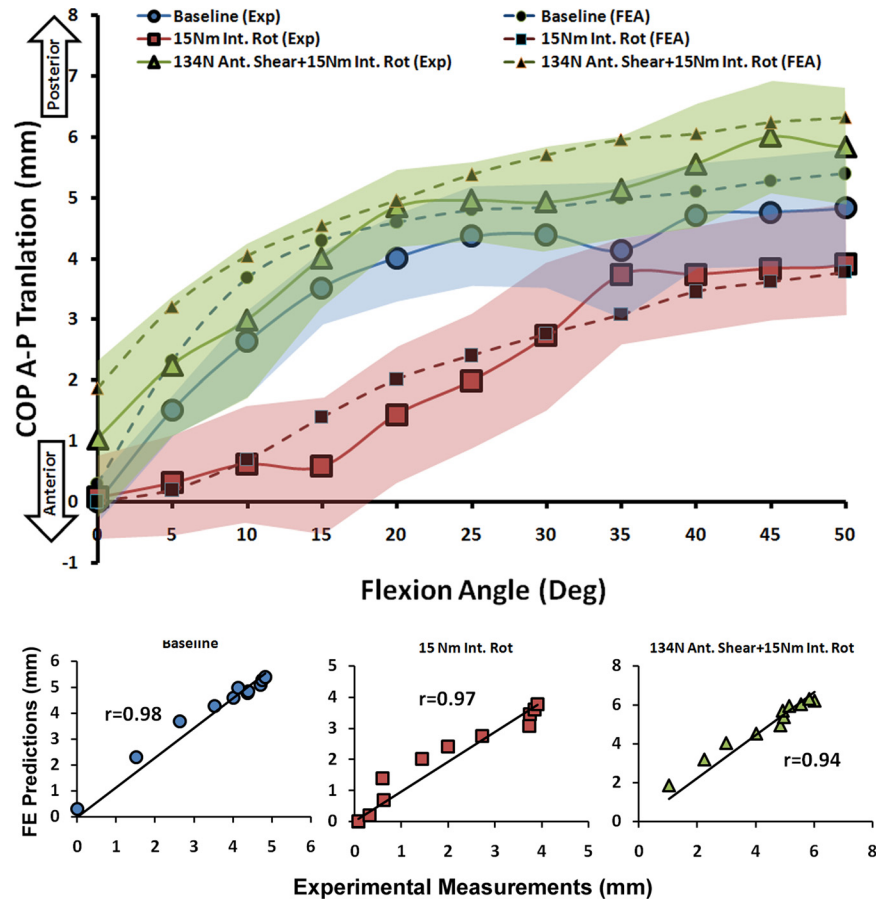 Baseline (Exp) Baseline (FEA)
15Nm Int. Rot (Exp) 15Nm Int. Rot (FEA)
134N Ant. Shear+15Nm Int. Rot (Exp) 134N Ant. Shear+15Nm Int. Rot (FEA)
COP A-P Tranlation (mm)
Posterior
Anterior
8
7
6
5
4
3
2
1
0
-1
0 5 10 15 20 25 30 35 40 45 50
Flexion Angle (Deg)
Baseline
FE Predictions (mm)
6
5
4
3
2
1
0
r=0.98
0 1 2 3 4 5 6
15 Nm Int. Rot
5
4
3
2
1
0
r=0.97
0 1 2 3 4 5
134N Ant. Shear+15Nm Int. Rot
8
6
4
2
0
r=0.94
0 2 4 6 8
Experimental Measurements (mm)